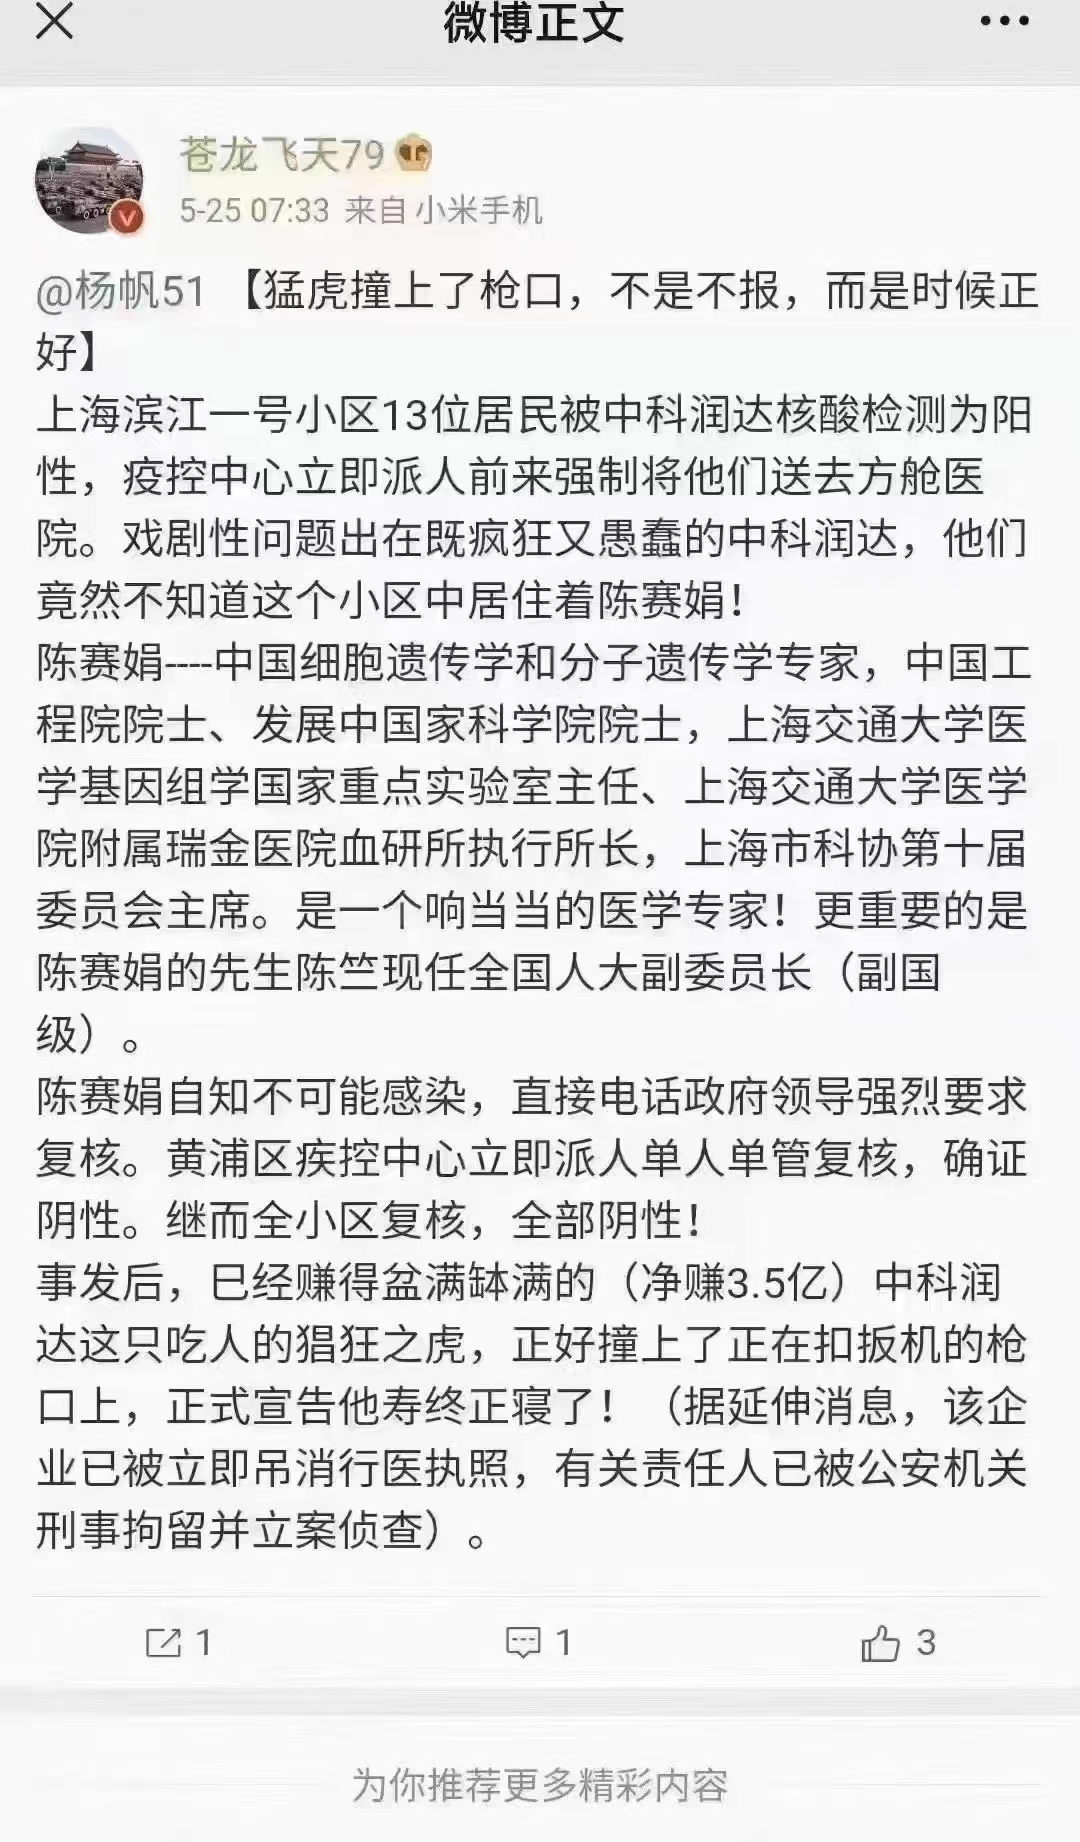 微博正文
苍龙飞天79
5-25 07:33 来自 小米手机
@杨帆51 【猛虎撞上了枪口，不是不报，而是时候正
好】
上海滨江一号小区13位居民被中科润达核酸检测为阳
性，疫控中心立即派人前来强制将他们送去方舱医
院。戏剧性问题出在既疯狂又愚蠢的中科润达，他们
竟然不知道这个小区中居住着陈赛娟！
陈赛娟----中国细胞遗传学和分子遗传学专家，中国工
程院院士、发展中国家科学院院士，上海交通大学医
学基因组学国家重点实验室主任、上海交通大学医学
院附属瑞金医院血研所执行所长，上海市科协第十届
委员会主席。是一个响当当的医学专家！更重要的是
陈赛娟的先生陈竺现任全国人大副委员长（副国
级）。
陈赛娟自知不可能感染，直接电话政府领导强烈要求
复核。黄浦区疾控中心立即派人单人单管复核，确证
阴性。继而全小区复核，全部阴性！
事发后，巳经赚得盆满钵满的（净赚3.5亿）中科润
达这只吃人的猖狂之虎，正好撞上了正在扣扳机的枪
口上，正式宣告他寿终正寝了！（据延伸消息，该企
业已被立即吊消行医执照，有关责任人已被公安机关
刑事拘留并立案侦查）。
1
1
3
为你推荐更多精彩内容